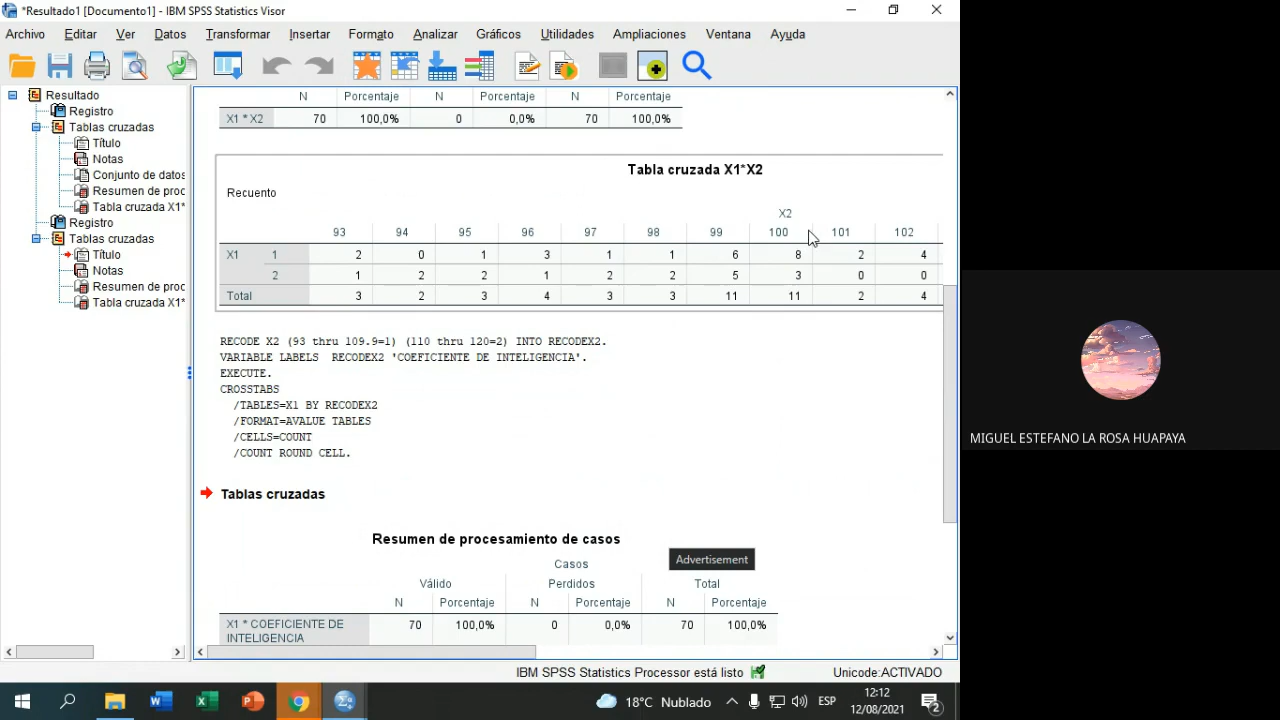 *Resultado1 [Documento1] - IBM SPSS Statistics Visor
Archivo Editar Ver Datos Transformar Insertar Formato Analizar Gráficos Utilidades Ampliaciones Ventana Ayuda
Resultado
Registro
Tablas cruzadas
Título
Notas
Conjunto de datos
Resumen de proc
Tabla cruzada X1*
Registro
Tablas cruzadas
Título
Notas
Resumen de proc
Tabla cruzada X1*
N Porcentaje N Porcentaje N Porcentaje
X1 * X2 70 100,0% 0 0,0% 70 100,0%
Tabla cruzada X1*X2
Recuento
X2
93 94 95 96 97 98 99 100 101 102
X1 1 2 0 1 3 1 1 6 8 2 4
2 1 2 2 1 2 2 5 3 0 0
Total 3 2 3 4 3 3 11 11 2 4
RECODE X2 (93 thru 109.9=1) (110 thru 120=2) INTO RECODEX2.
VARIABLE LABELS RECODEX2 'COEFICIENTE DE INTELIGENCIA'.
EXECUTE.
CROSSTABS
/TABLES=X1 BY RECODEX2
/FORMAT=AVALUE TABLES
/CELLS=COUNT
/COUNT ROUND CELL.
Tablas cruzadas
Resumen de procesamiento de casos
Advertisement
Casos
Válido Perdidos Total
N Porcentaje N Porcentaje N Porcentaje
X1 * COEFICIENTE DE 70 100,0% 0 0,0% 70 100,0%
INTELIGENCIA
IBM SPSS Statistics Processor está listo Unicode:ACTIVADO
18°C Nublado ESP 12:12
12/08/2021 2
MIGUEL ESTEFANO LA ROSA HUAPAYA